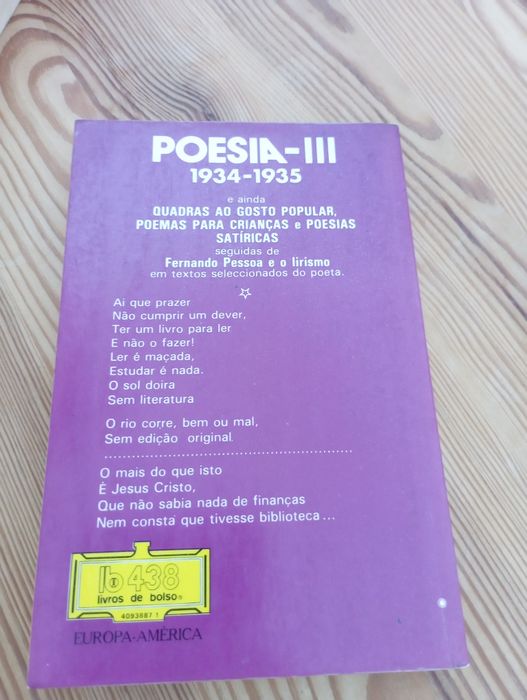 POESIA-III
1934-1935
e ainda
QUADRAS AO GOSTO POPULAR,
POEMAS PARA CRIANÇAS e POESIAS
SATÍRICAS
seguidas de
Fernando Pessoa e o lirismo
em textos seleccionados do poeta.
Ai que prazer
Não cumprir um dever,
Ter um livro para ler
E não o fazer!
Ler é maçada,
Estudar é nada.
O sol doira
Sem literatura
O rio corre, bem ou mal,
Sem edição original.
O mais do que isto
É Jesus Cristo,
Que não sabia nada de finanças
Nem consta que tivesse biblioteca...
lb 438
livros de bolso
4093887 1
EUROPA-AMÉRICA